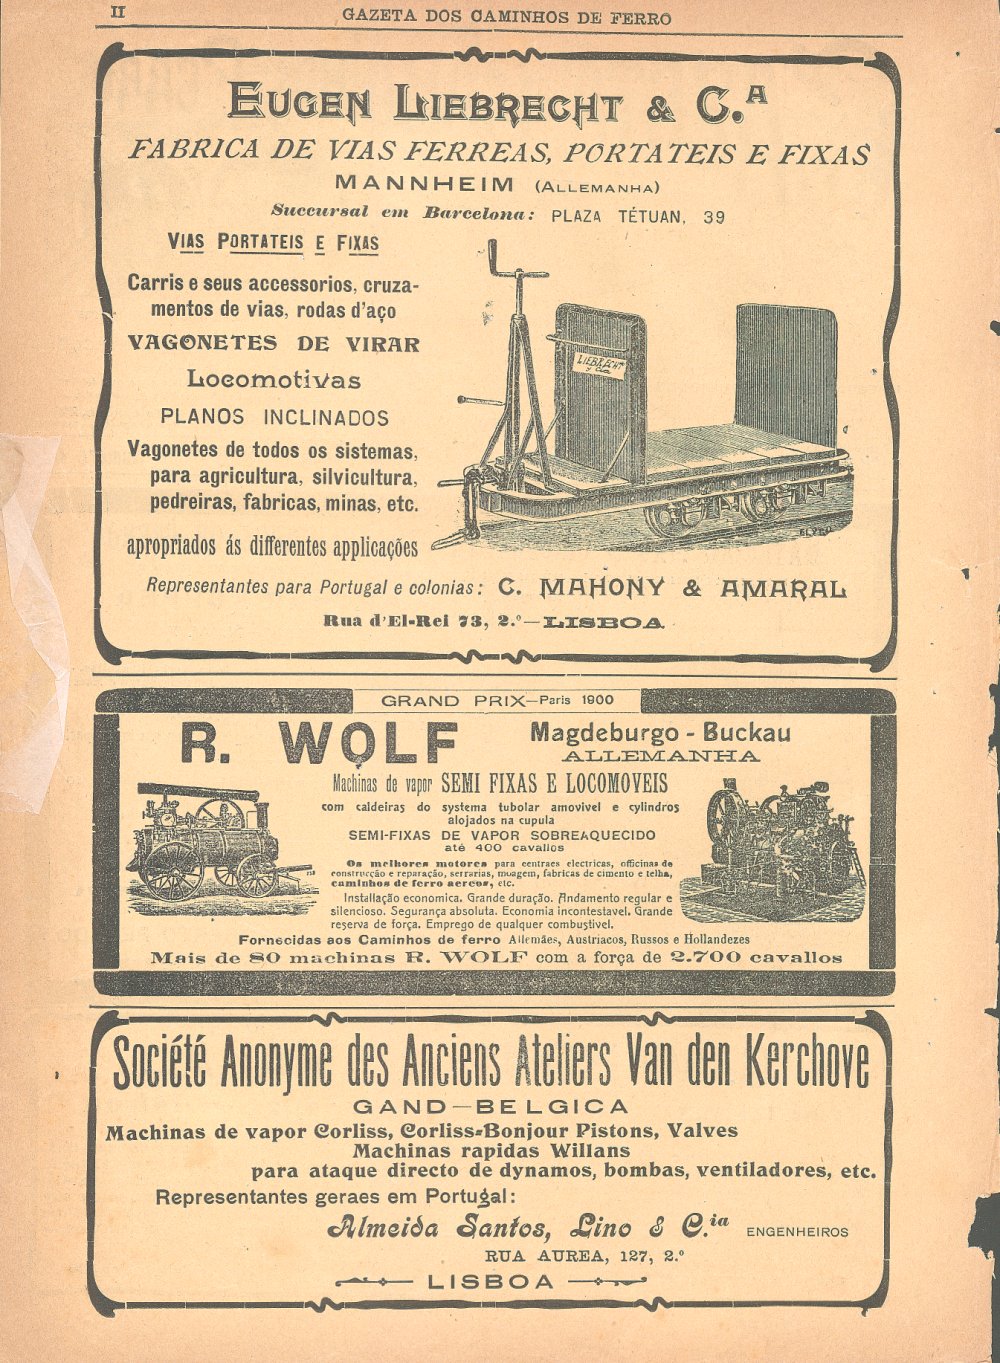 II
GAZETA DOS CAMINHOS DE FERRO
EUGEN LIEBRECHT & C.A
FABRICA DE VIAS FERREAS, PORTATEIS E FIXAS
MANNHEIM (ALLEMANHA)
Succursal em Barcelona: PLAZA TÉTUAN, 39
VIAS PORTATEIS E FIXAS
Carris e seus accessorios, cruza-
mentos de vias, rodas d'aço
VAGONETES DE VIRAR
Locomotivas
PLANOS INCLINADOS
Vagonetes de todos os sistemas,
para agricultura, silvicultura,
pedreiras, fabricas, minas, etc.
apropriados ás differentes applicações
LIEBRECHT
y Cia
Representantes para Portugal e colonias: C. MAHONY & AMARAL
Rua d'El-Rei 73, 2.º—LISBOA
GRAND PRIX—Paris 1900
R. WOLF
Magdeburgo - Buckau
ALLEMANHA
Machinas de vapor SEMI FIXAS E LOCOMOVEIS
com caldeiras do systema tubolar amovivel e cylindros
alojados na cupula
SEMI-FIXAS DE VAPOR SOBREAQUECIDO
até 400 cavallos
Os melhores motores para centraes electricas, officinas de
construcção e reparação, serrarias, moagem, fabricas de cimento e telha,
caminhos de ferro aereos, etc.
Installação economica. Grande duração. Andamento regular e
silencioso. Segurança absoluta. Economia incontestavel. Grande
reserva de força. Emprego de qualquer combustivel.
Fornecidas aos Caminhos de ferro Allemães, Austriacos, Russos e Hollandezes
Mais de 80 machinas R. WOLF com a força de 2.700 cavallos
Société Anonyme des Anciens Ateliers Van den Kerchove
GAND—BELGICA
Machinas de vapor Corliss, Corliss-Bonjour Pistons, Valves
Machinas rapidas Willans
para ataque directo de dynamos, bombas, ventiladores, etc.
Representantes geraes em Portugal:
Almeida Santos, Lino & C.ia ENGENHEIROS
RUA AUREA, 127, 2.º
LISBOA